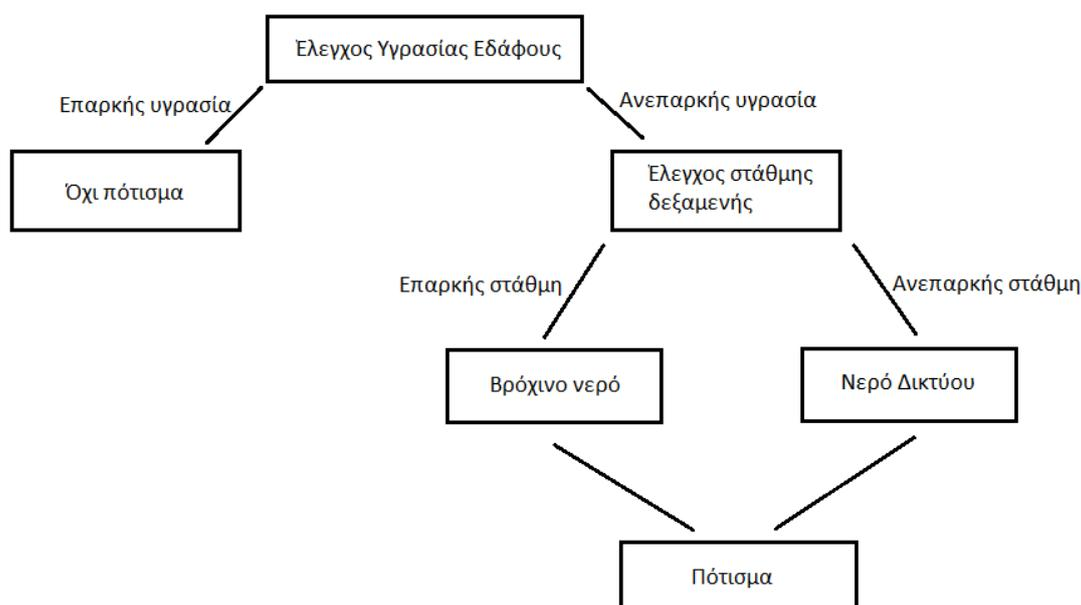 Έλεγχος Υγρασίας Εδάφους
Επαρκής υγρασία
Ανεπαρκής υγρασία
Όχι πότισμα
Έλεγχος στάθμης
δεξαμενής
Επαρκής στάθμη
Ανεπαρκής στάθμη
Βρόχινο νερό
Νερό Δικτύου
Πότισμα